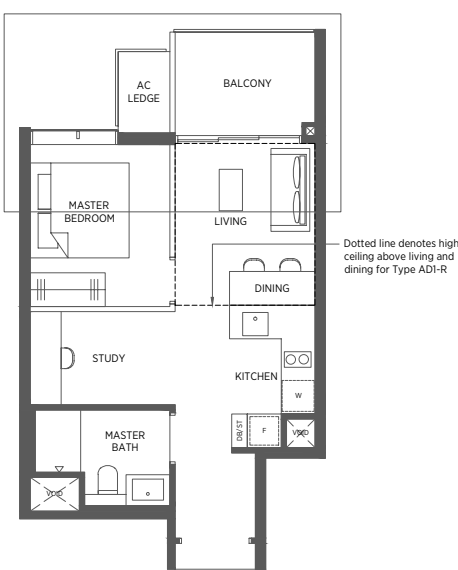 AC
LEDGE
BALCONY
MASTER
BEDROOM
LIVING
Dotted line denotes high
ceiling above living and
dining for Type AD1-R
DINING
STUDY
KITCHEN
W
DB/ST
F
VOID
MASTER
BATH
VOID